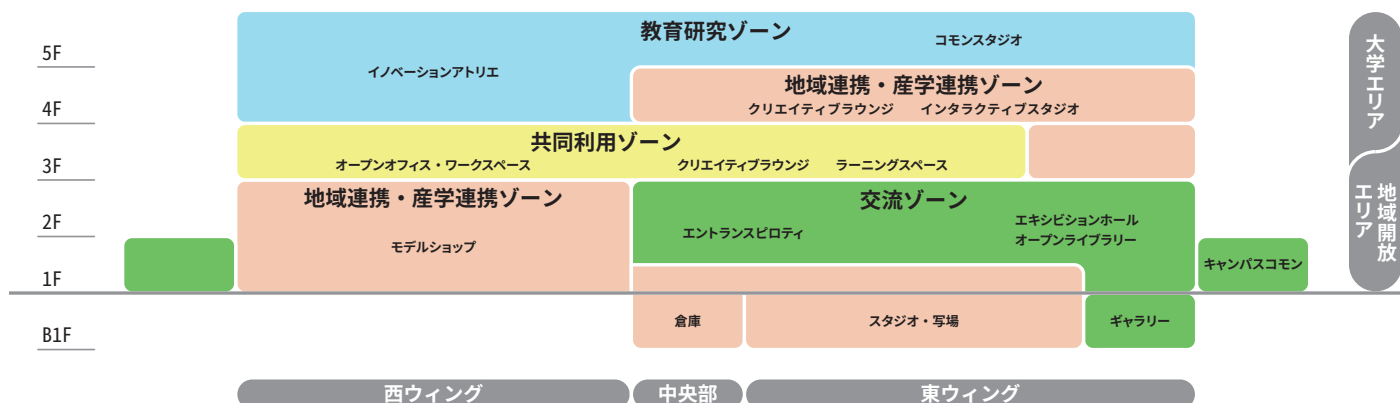 教育研究ゾーン
コモンスタジオ
イノベーションアトリエ
5F
地域連携・産学連携ゾーン
クリエイティブラウンジ インタラクティブスタジオ
4F
共同利用ゾーン
オープンオフィス・ワークスペース クリエイティブラウンジ ラーニングスペース
3F
地域連携・産学連携ゾーン
モデルショップ
交流ゾーン
エントランスピロティ
エキシビションホール
オープンライブラリー
2F
キャンパスコモン
1F
倉庫
スタジオ・写場
ギャラリー
B1F
西ウィング
中央部
東ウィング
大学エリア
地域開放
エリア